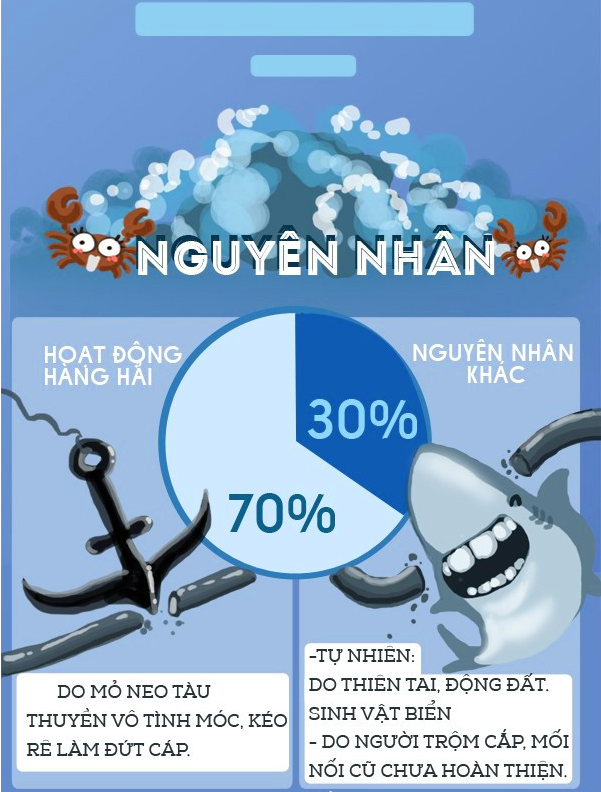 NGUYÊN NHÂN
HOẠT ĐỘNG
HÀNG HẢI
NGUYÊN NHÂN
KHÁC
30%
70%
DO MỎ NEO TÀU
THUYỀN VÔ TÌNH MÓC, KÉO
RÊ LÀM ĐỨT CÁP.
-TỰ NHIÊN:
DO THIÊN TAI, ĐỘNG ĐẤT.
SINH VẬT BIỂN
- DO NGƯỜI TRỘM CẮP, MỐI
NỐI CŨ CHƯA HOÀN THIỆN.